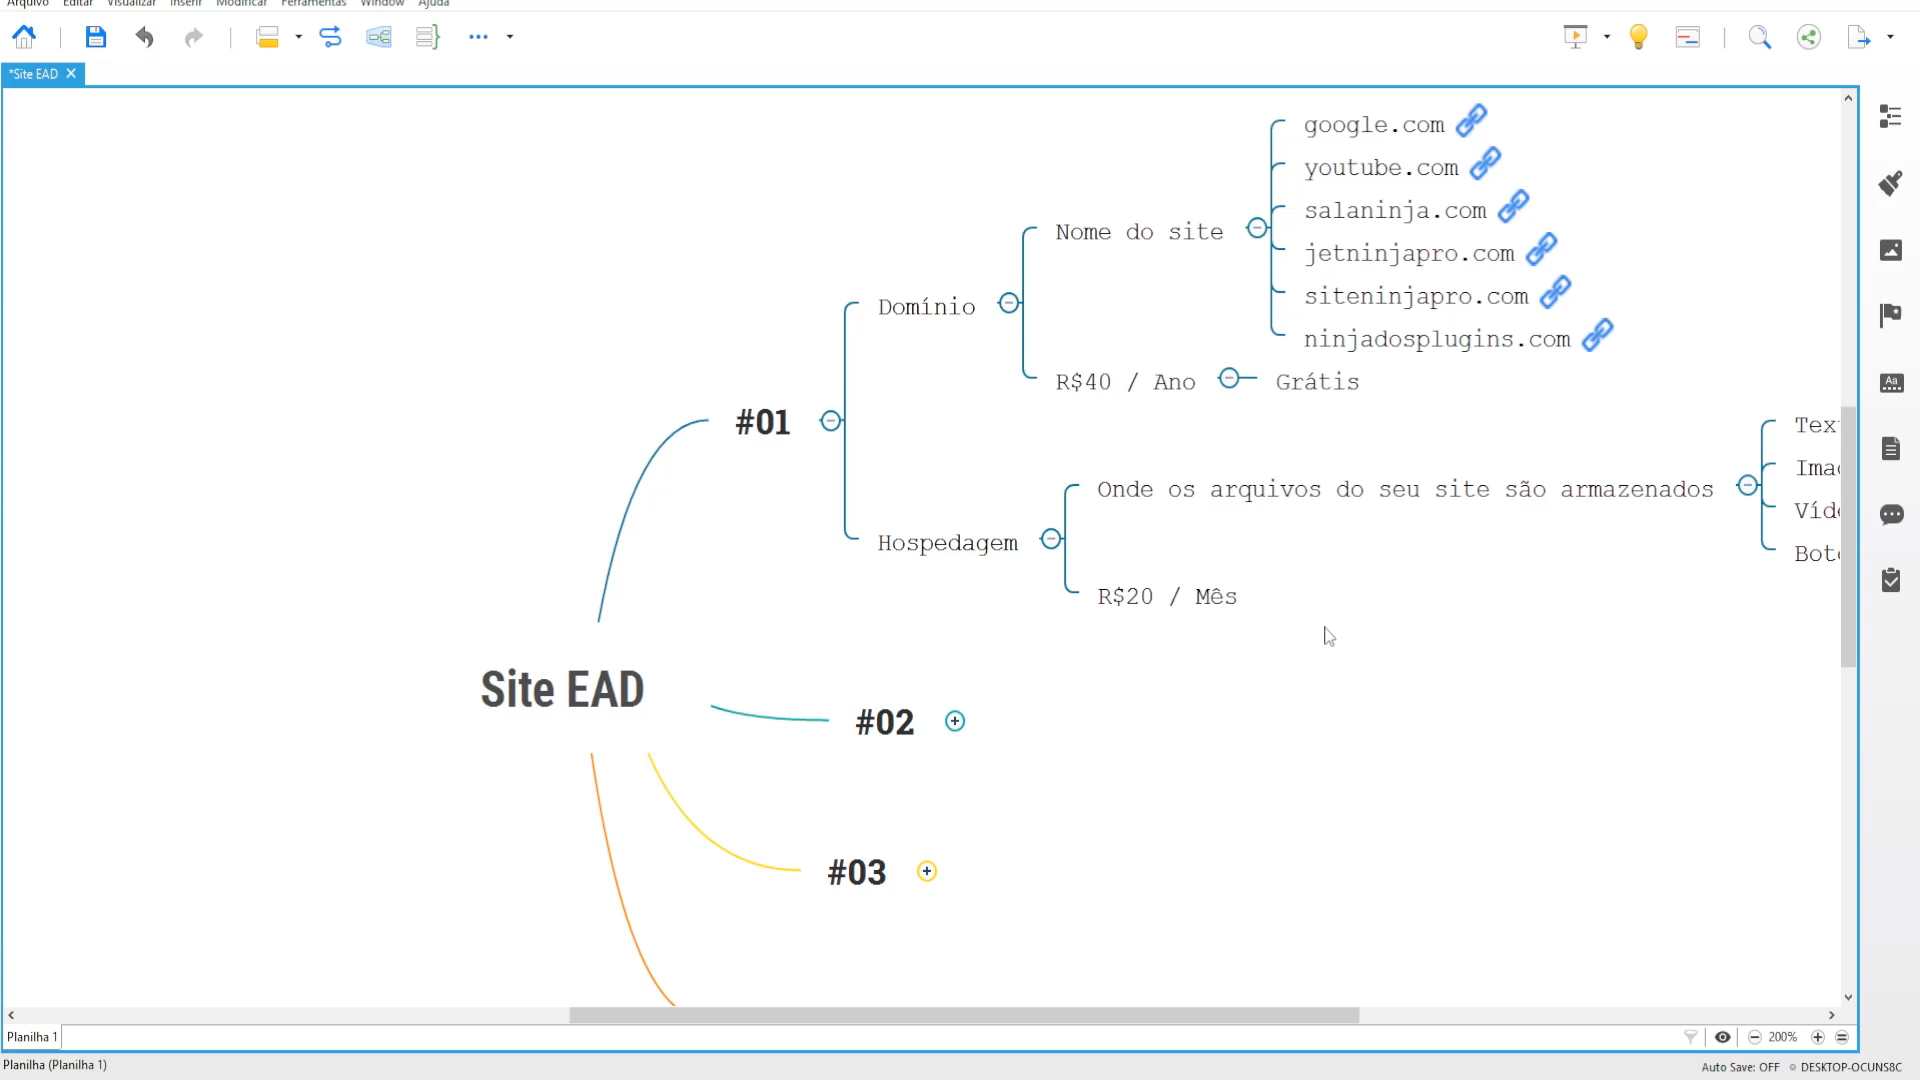 Arquivo Editar Visualizar Inserir Modificar Ferramentas Window Ajuda
*Site EAD
google.com
youtube.com
salaninja.com
jetninjapro.com
siteninjapro.com
ninjadosplugins.com
Nome do site
Domínio
R$40 / Ano
Grátis
#01
Onde os arquivos do seu site são armazenados
Hospedagem
R$20 / Mês
Site EAD
#02
#03
Planilha 1
200%
Planilha (Planilha 1)
Auto Save: OFF
DESKTOP-OCUNS8C